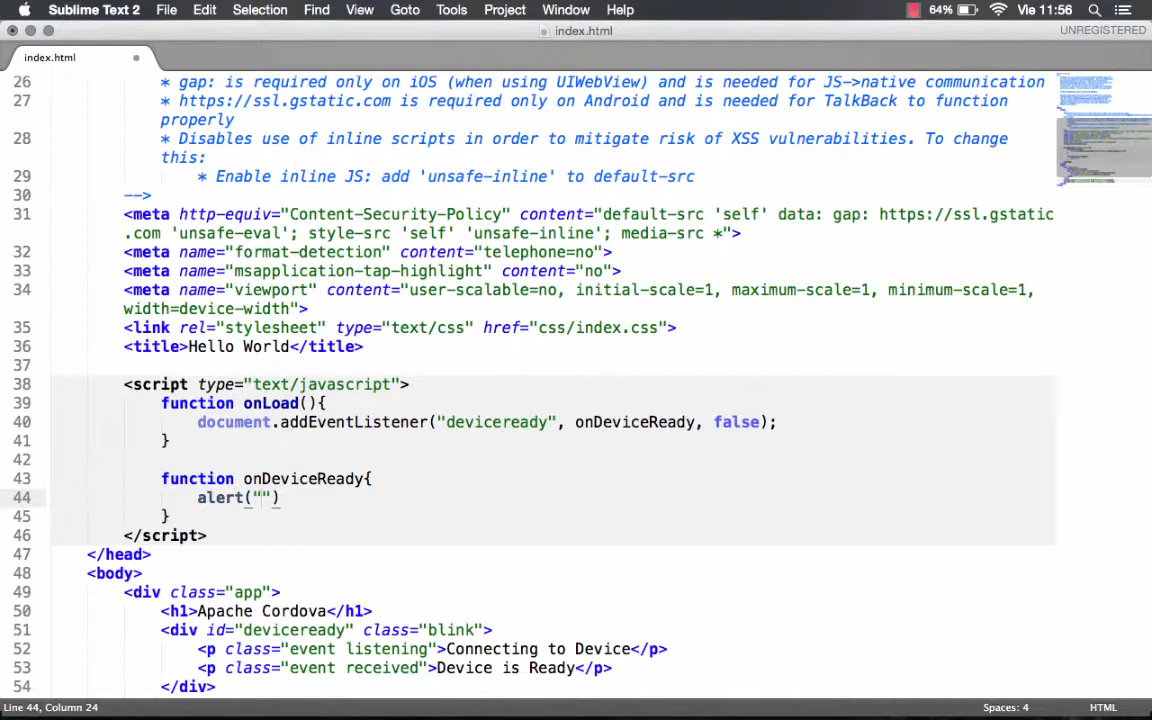 Sublime Text 2 File Edit Selection Find View Goto Tools Project Window Help 64% Vie 11:56
index.html UNREGISTERED
index.html
26 * gap: is required only on iOS (when using UIWebView) and is needed for JS->native communication
27 * https://ssl.gstatic.com is required only on Android and is needed for TalkBack to function
properly
28 * Disables use of inline scripts in order to mitigate risk of XSS vulnerabilities. To change
this:
29 * Enable inline JS: add 'unsafe-inline' to default-src
30 -->
31 <meta http-equiv="Content-Security-Policy" content="default-src 'self' data: gap: https://ssl.gstatic
.com 'unsafe-eval'; style-src 'self' 'unsafe-inline'; media-src *">
32 <meta name="format-detection" content="telephone=no">
33 <meta name="msapplication-tap-highlight" content="no">
34 <meta name="viewport" content="user-scalable=no, initial-scale=1, maximum-scale=1, minimum-scale=1,
width=device-width">
35 <link rel="stylesheet" type="text/css" href="css/index.css">
36 <title>Hello World</title>
37
38 <script type="text/javascript">
39 function onLoad(){
40 document.addEventListener("deviceready", onDeviceReady, false);
41 }
42
43 function onDeviceReady{
44 alert("")
45 }
46 </script>
47 </head>
48 <body>
49 <div class="app">
50 <h1>Apache Cordova</h1>
51 <div id="deviceready" class="blink">
52 <p class="event listening">Connecting to Device</p>
53 <p class="event received">Device is Ready</p>
54 </div>
Line 44, Column 24 Spaces: 4 HTML